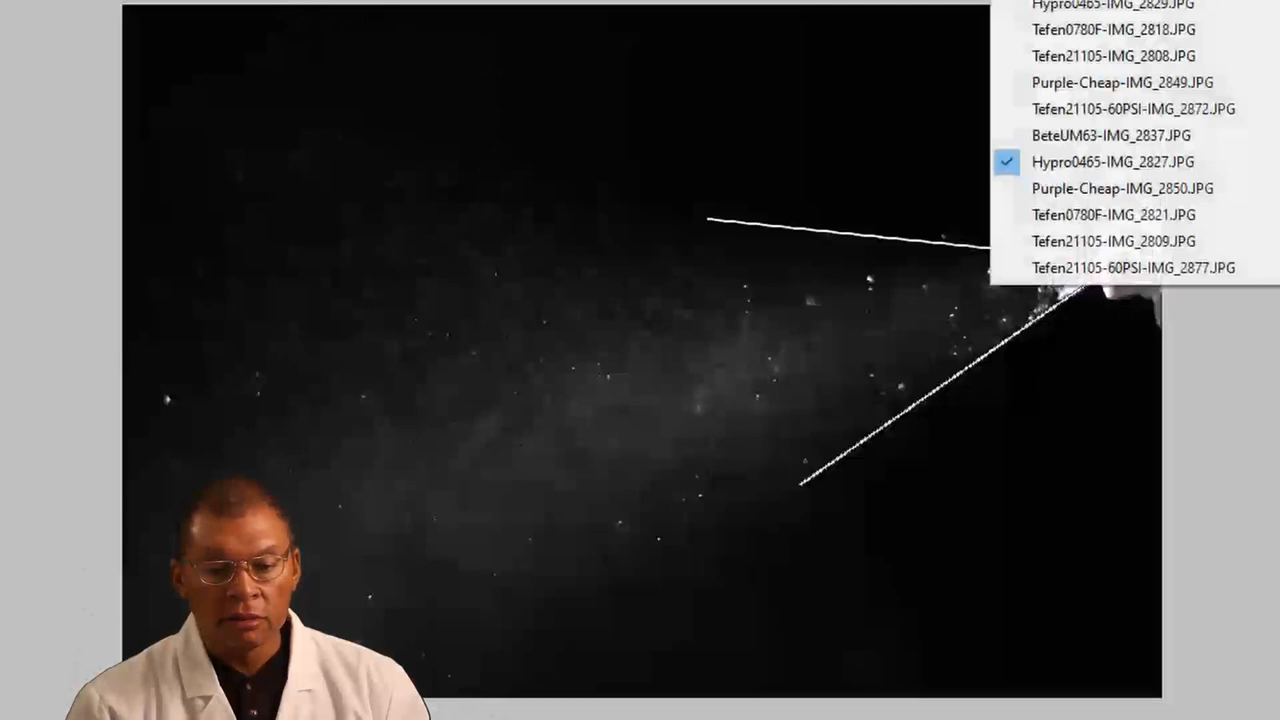 Hypro0465-IMG_2829.JPG
Tefen0780F-IMG_2818.JPG
Tefen21105-IMG_2808.JPG
Purple-Cheap-IMG_2849.JPG
Tefen21105-60PSI-IMG_2872.JPG
BeteUM63-IMG_2837.JPG
Hypro0465-IMG_2827.JPG
Purple-Cheap-IMG_2850.JPG
Tefen0780F-IMG_2821.JPG
Tefen21105-IMG_2809.JPG
Tefen21105-60PSI-IMG_2877.JPG